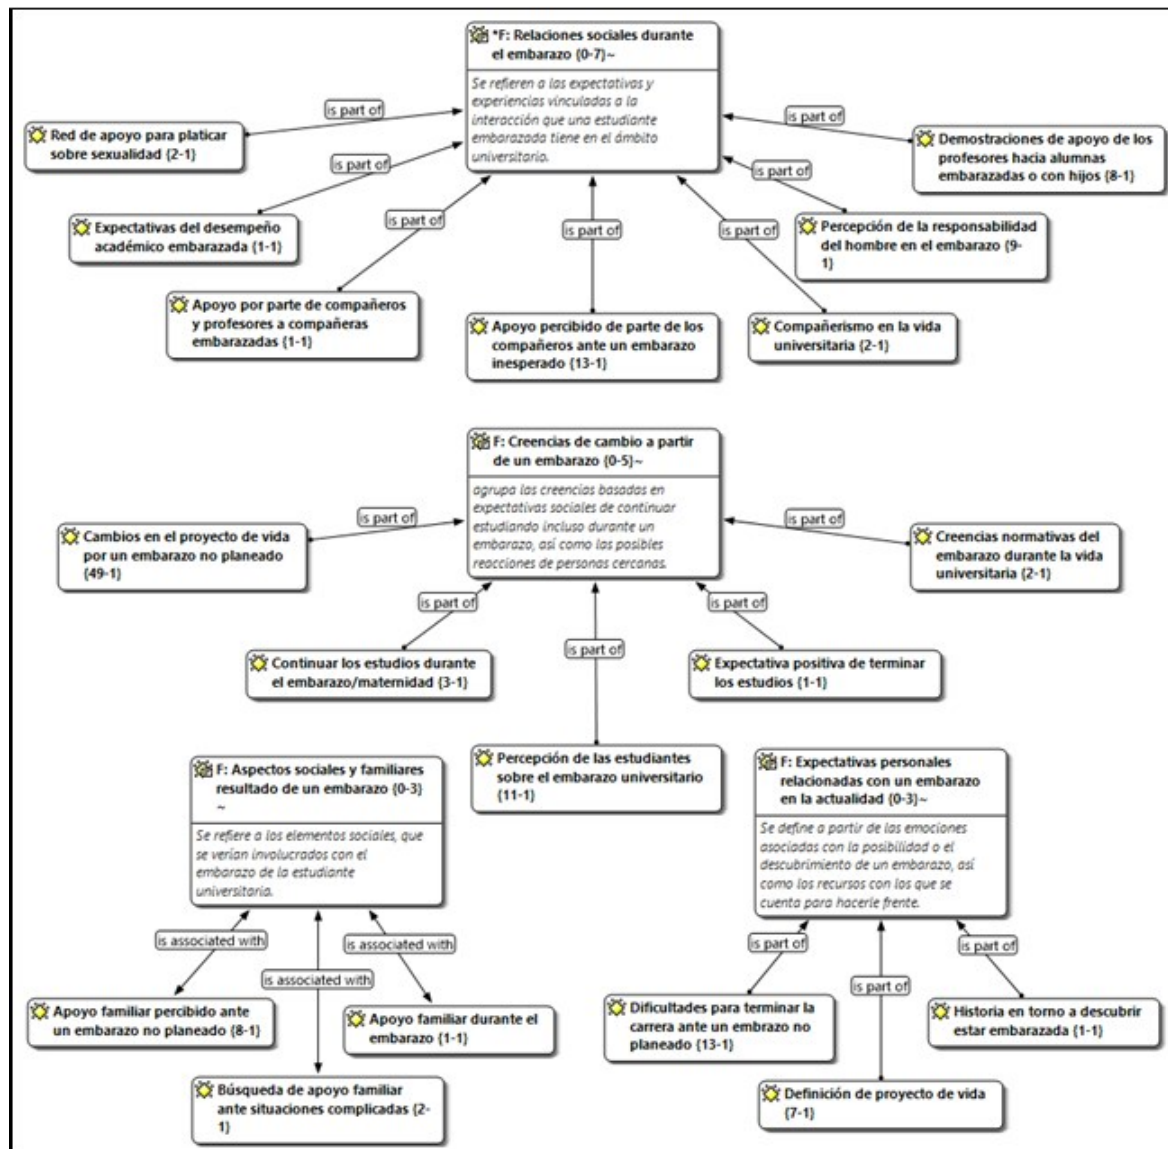 *F: Relaciones sociales durante
el embarazo {0-7}~
Se refieren a las expectativas y
experiencias vinculadas a la
interacción que una estudiante
embarazada tiene en el ámbito
universitario.
is part of
Red de apoyo para platicar
sobre sexualidad {2-1}
is part of
Expectativas del desempeño
académico embarazada {1-1}
is part of
Apoyo por parte de compañeros
y profesores a compañeras
embarazadas {1-1}
is part of
Apoyo percibido de parte de los
compañeros ante un embarazo
inesperado {13-1}
is part of
Compañerismo en la vida
universitaria {2-1}
is part of
Percepción de la responsabilidad
del hombre en el embarazo {9-
1}
is part of
Demostraciones de apoyo de los
profesores hacia alumnas
embarazadas o con hijos {8-1}
F: Creencias de cambio a partir
de un embarazo {0-5}~
agrupa las creencias basadas en
expectativas sociales de continuar
estudiando incluso durante un
embarazo, así como las posibles
reacciones de personas cercanas.
is part of
Cambios en el proyecto de vida
por un embarazo no planeado
{49-1}
is part of
Continuar los estudios durante
el embarazo/maternidad {3-1}
is part of
Percepción de las estudiantes
sobre el embarazo universitario
{11-1}
is part of
Expectativa positiva de terminar
los estudios {1-1}
is part of
Creencias normativas del
embarazo durante la vida
universitaria {2-1}
F: Aspectos sociales y familiares
resultado de un embarazo {0-3}
~
Se refiere a los elementos sociales, que
se verían involucrados con el
embarazo de la estudiante
universitaria.
is associated with
Apoyo familiar percibido ante
un embarazo no planeado {8-1}
is associated with
Búsqueda de apoyo familiar
ante situaciones complicadas {2-
1}
is associated with
Apoyo familiar durante el
embarazo {1-1}
F: Expectativas personales
relacionadas con un embarazo
en la actualidad {0-3}~
Se define a partir de las emociones
asociadas con la posibilidad o el
descubrimiento de un embarazo, así
como los recursos con los que se
cuenta para hacerle frente.
is part of
Dificultades para terminar la
carrera ante un embrazo no
planeado {13-1}
is part of
Definición de proyecto de vida
{7-1}
is part of
Historia en torno a descubrir
estar embarazada {1-1}